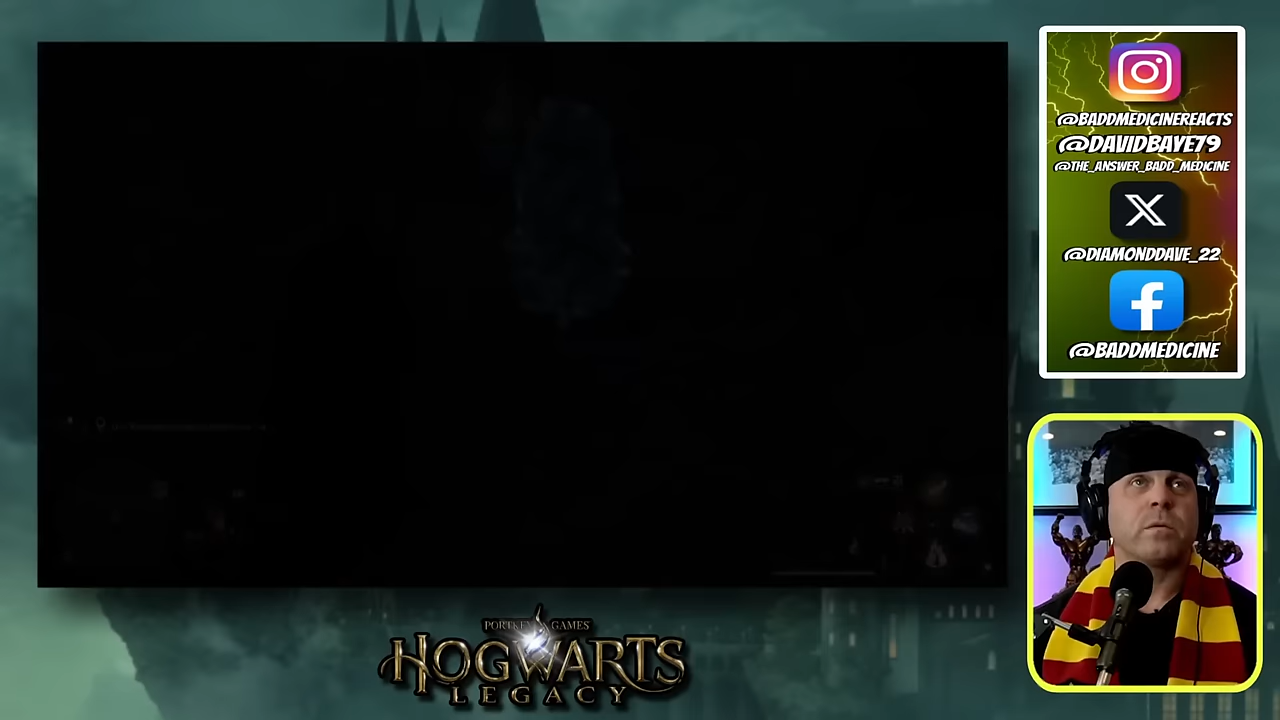 @BADDMEDICINEREACTS
@DAVIDBAYE79
@THE_ANSWER_BADD_MEDICINE
@DIAMONDDAVE_22
@BADDMEDICINE
PORTKEY GAMES
HOGWARTS
LEGACY